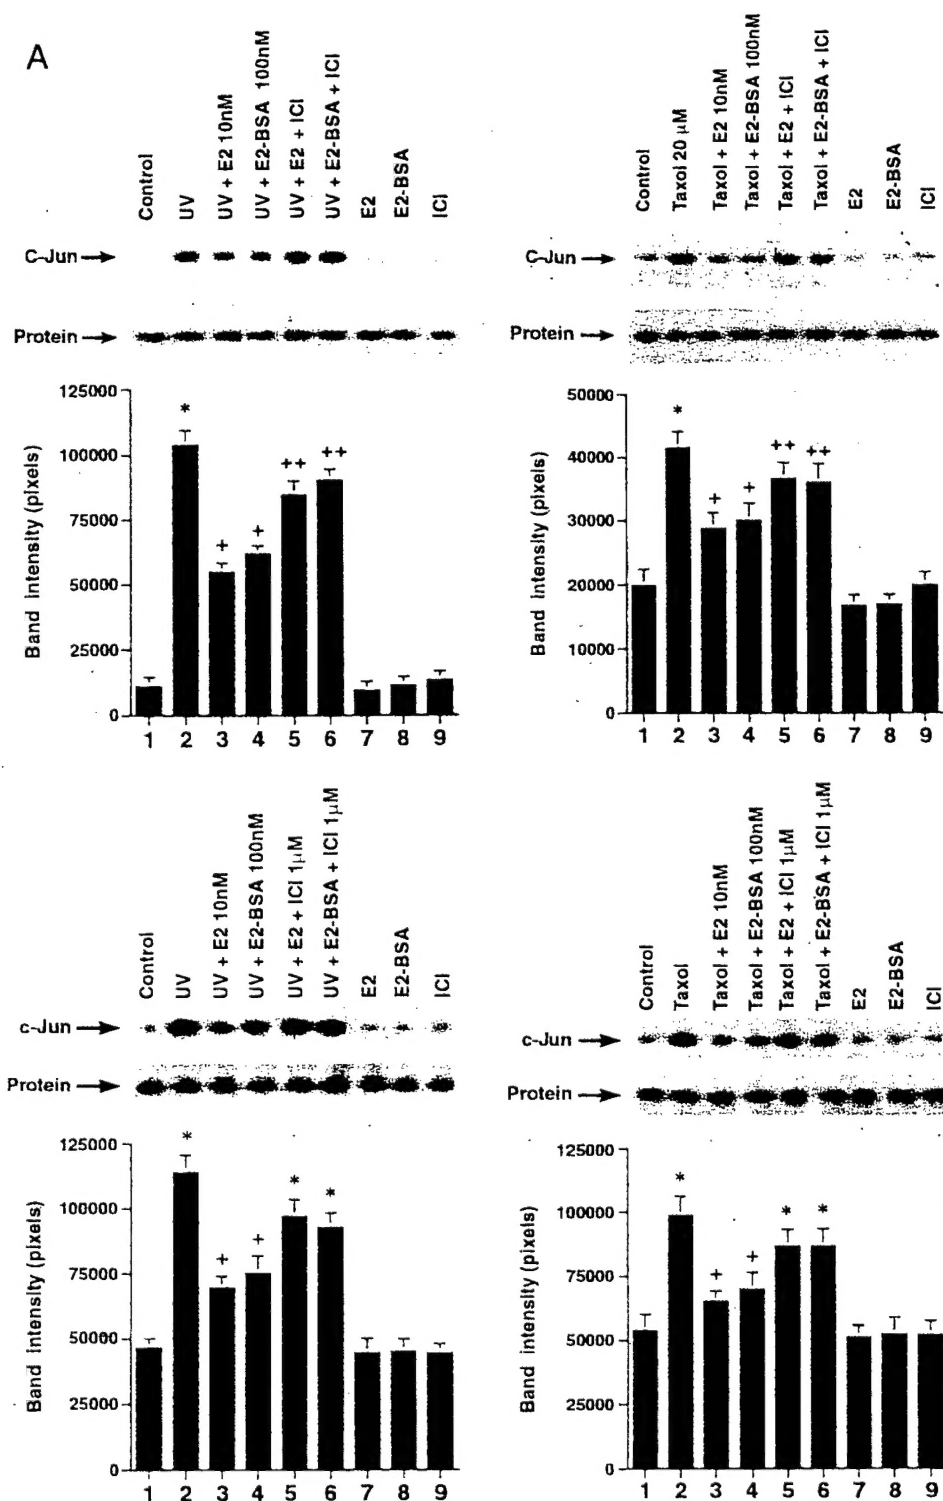 A
Control
UV
UV + E2 10nM
UV + E2-BSA 100nM
UV + E2 + ICI
UV + E2-BSA + ICI
E2
E2-BSA
ICI
C-Jun
Protein
125000
100000
75000
50000
25000
0
Band intensity (pixels)
*
+
+
++
++
1 2 3 4 5 6 7 8 9
Control
Taxol 20 µM
Taxol + E2 10nM
Taxol + E2-BSA 100nM
Taxol + E2 + ICI
Taxol + E2-BSA + ICI
E2
E2-BSA
ICI
C-Jun
Protein
50000
40000
30000
20000
10000
0
Band intensity (pixels)
*
+
+
++
++
1 2 3 4 5 6 7 8 9
Control
UV
UV + E2 10nM
UV + E2-BSA 100nM
UV + E2 + ICI 1µM
UV + E2-BSA + ICI 1µM
E2
E2-BSA
ICI
c-Jun
Protein
125000
100000
75000
50000
25000
0
Band intensity (pixels)
*
+
+
*
*
1 2 3 4 5 6 7 8 9
Control
Taxol
Taxol + E2 10nM
Taxol + E2-BSA 100nM
Taxol + E2 + ICI 1µM
Taxol + E2-BSA + ICI 1µM
E2
E2-BSA
ICI
c-Jun
Protein
125000
100000
75000
50000
25000
0
Band intensity (pixels)
*
+
+
*
*
1 2 3 4 5 6 7 8 9